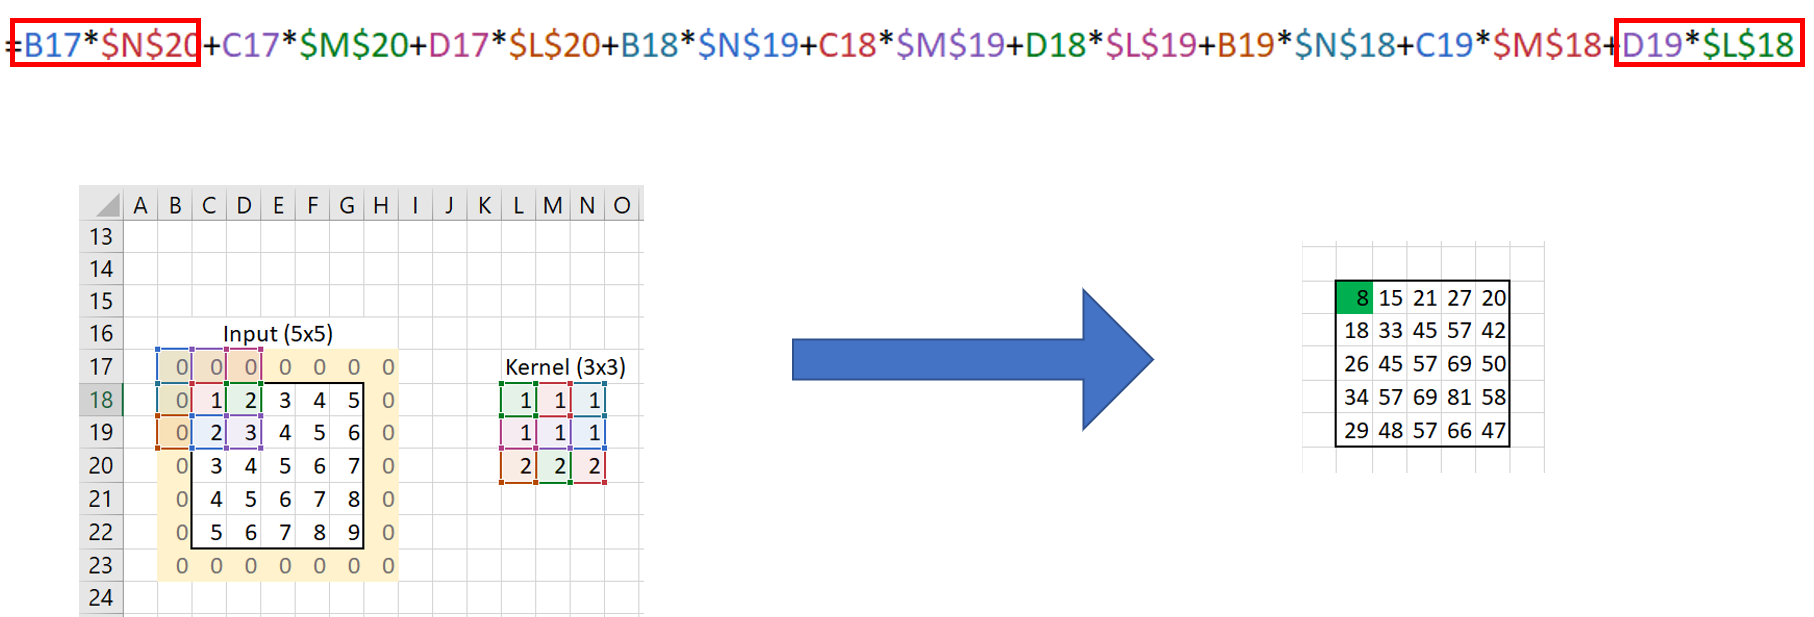 =B17*$N$20+C17*$M$20+D17*$L$20+B18*$N$19+C18*$M$19+D18*$L$19+B19*$N$18+C19*$M$18+D19*$L$18
A B C D E F G H I J K L M N O
13
14
15
16 Input (5x5)
17 0 0 0 0 0 0 0 Kernel (3x3)
18 0 1 2 3 4 5 0 1 1 1
19 0 2 3 4 5 6 0 1 1 1
20 0 3 4 5 6 7 0 2 2 2
21 0 4 5 6 7 8 0
22 0 5 6 7 8 9 0
23 0 0 0 0 0 0 0
24
8 15 21 27 20
18 33 45 57 42
26 45 57 69 50
34 57 69 81 58
29 48 57 66 47